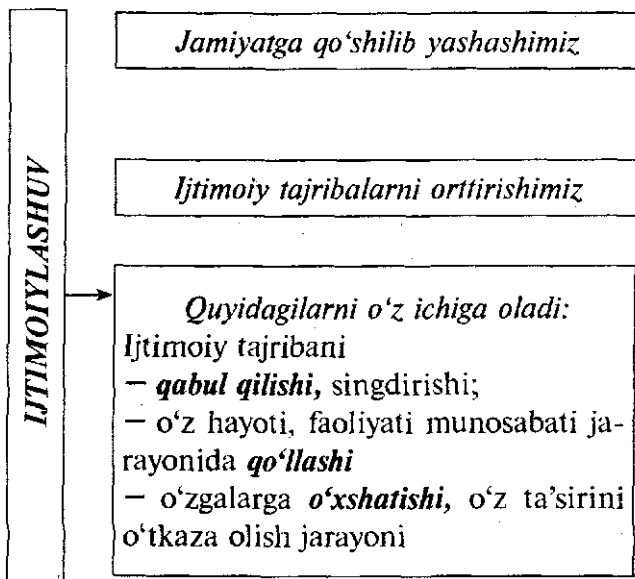 IJTIMOIYLASHUV
Jamiyatga qo‘shilib yashashimiz
Ijtimoiy tajribalarni orttirishimiz
Quyidagilarni o‘z ichiga oladi:
Ijtimoiy tajribani
— qabul qilishi, singdirishi;
— o‘z hayoti, faoliyati munosabati ja-
rayonida qo‘llashi
— o‘zgalarga o‘xshatishi, o‘z ta’sirini
o‘tkaza olish jarayoni